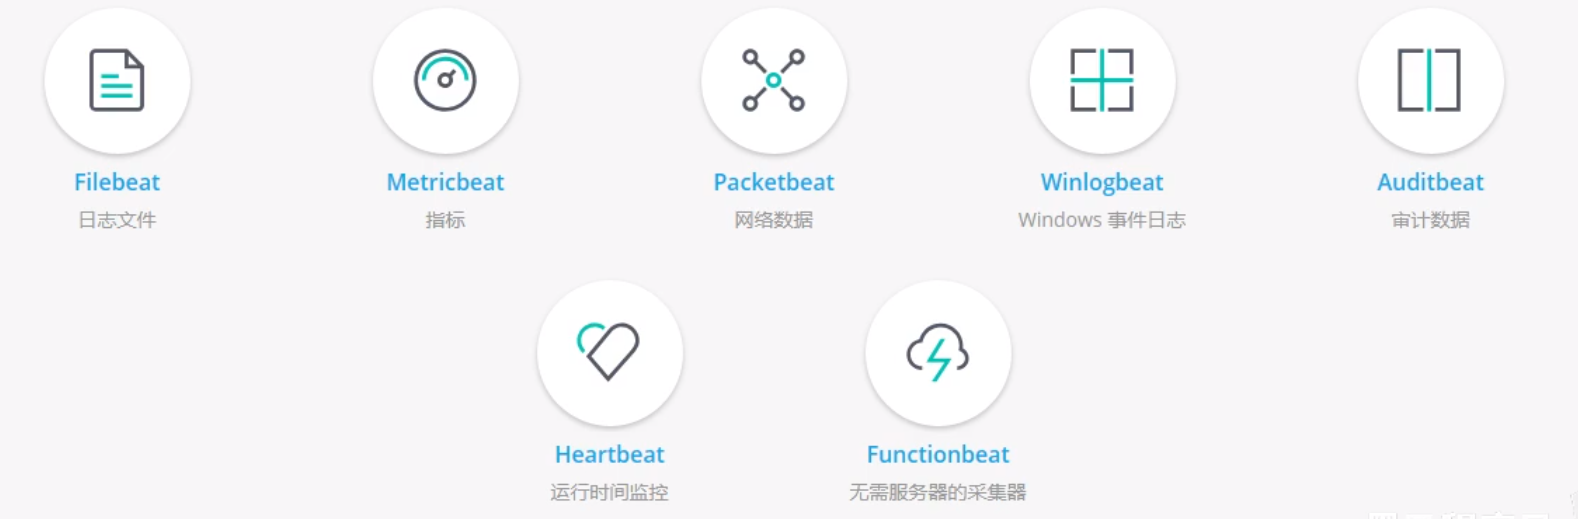 Filebeat
日志文件
Metricbeat
指标
Packetbeat
网络数据
Winlogbeat
Windows 事件日志
Auditbeat
审计数据
Heartbeat
运行时间监控
Functionbeat
无需服务器的采集器